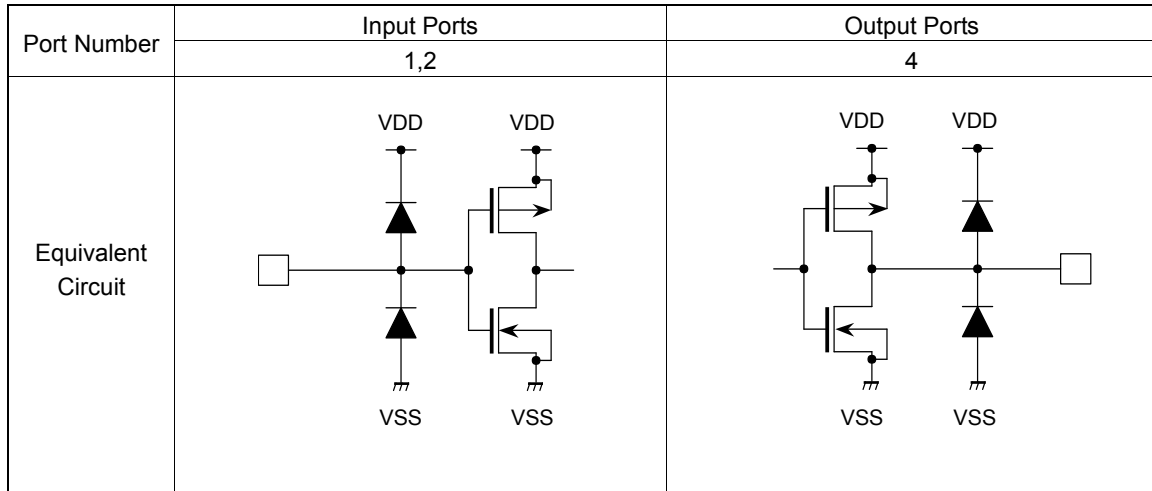 Port Number
Input Ports
Output Ports
1,2
4
Equivalent
Circuit
VDD
VDD
VSS
VSS
VDD
VDD
VSS
VSS